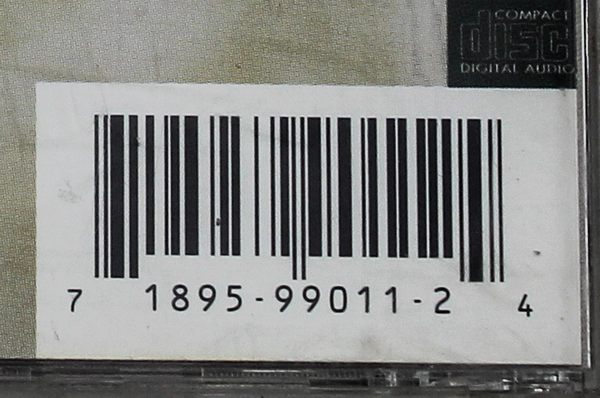 COMPACT
disc
DIGITAL AUDIO
7 1895-99011-2 4